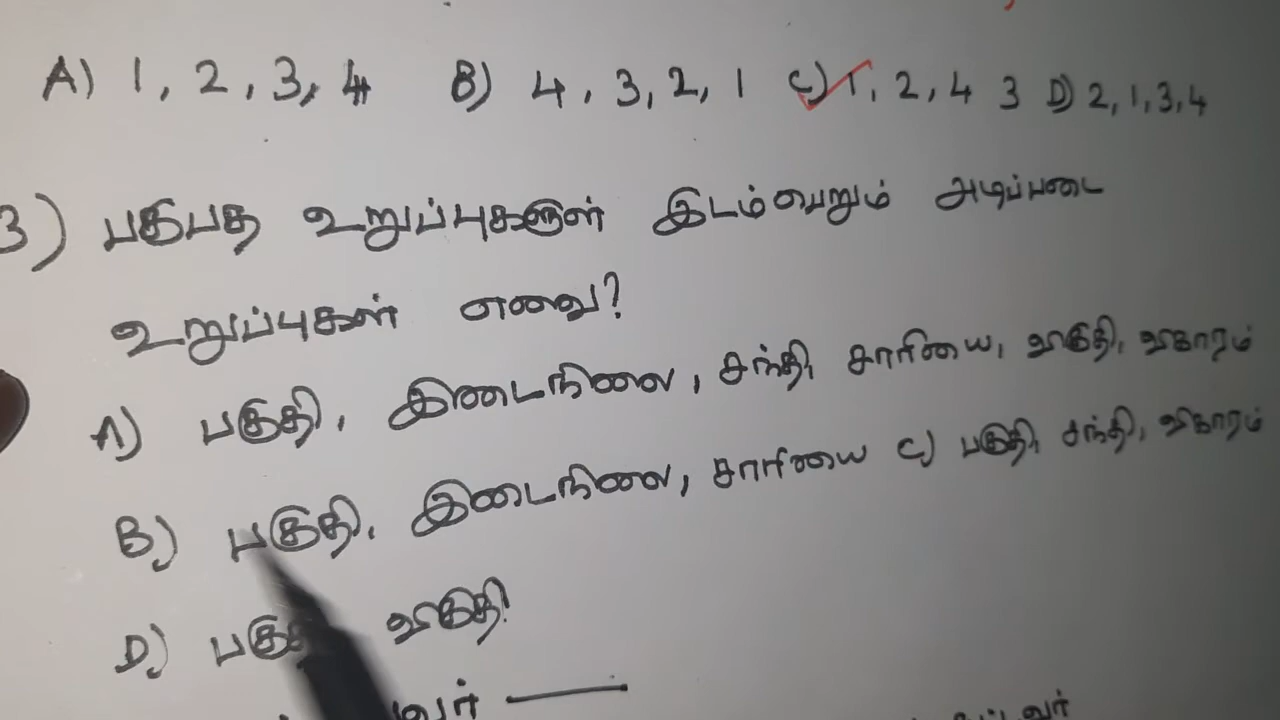 A) 1, 2, 3, 4 B) 4, 3, 2, 1 C) 1, 2, 4 3 D) 2, 1, 3, 4
3) பகுபத உறுப்புகளுள் இடம்பெறும் அடிப்படை
உறுப்புகள் எவை?
A) பகுதி, இடைநிலை, சந்தி, சாரியை, விகுதி, விகாரம்
B) பகுதி, இடைநிலை, சாரியை C) பகுதி, சந்தி, விகாரம்
D) விகுதி